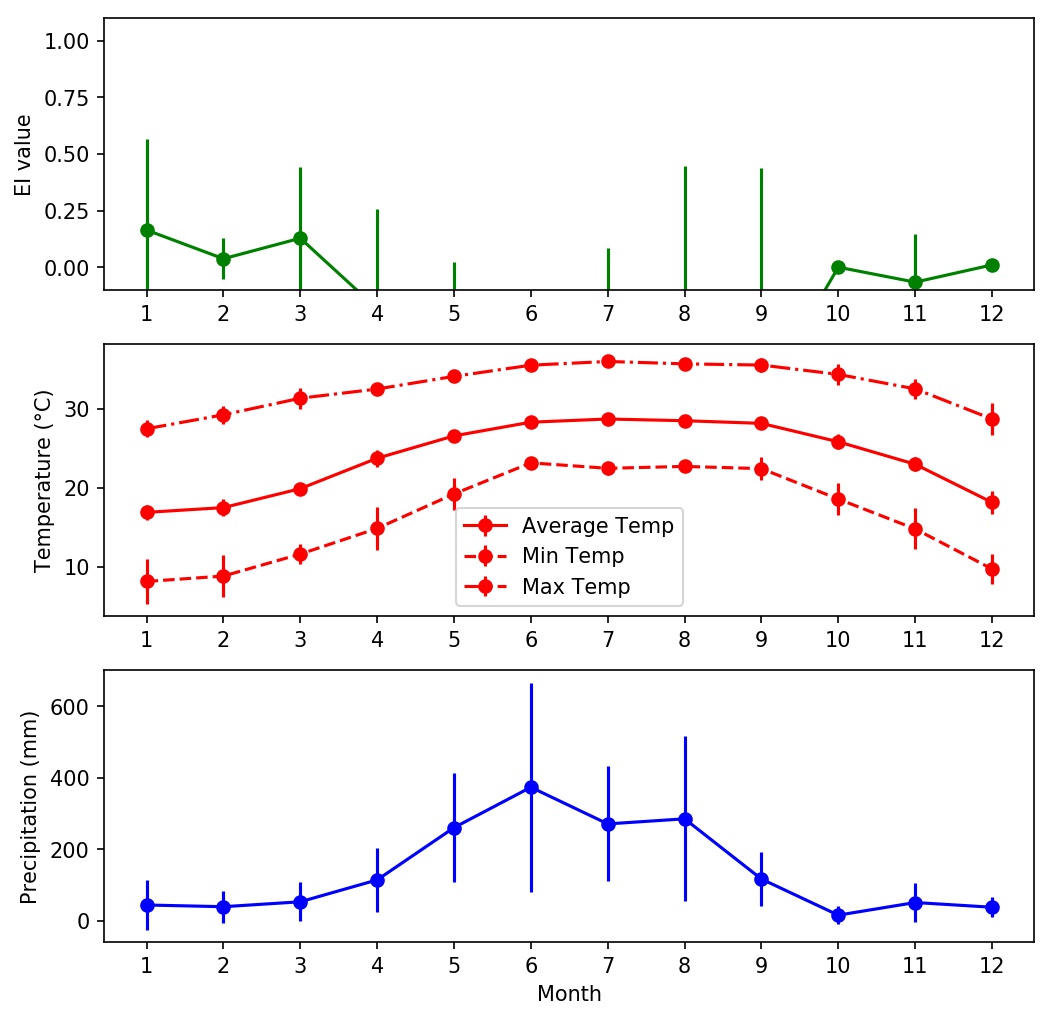 EI value
1.00
0.75
0.50
0.25
0.00
1 2 3 4 5 6 7 8 9 10 11 12
Temperature (°C)
30
20
10
Average Temp
Min Temp
Max Temp
1 2 3 4 5 6 7 8 9 10 11 12
Precipitation (mm)
600
400
200
0
1 2 3 4 5 6 7 8 9 10 11 12
Month